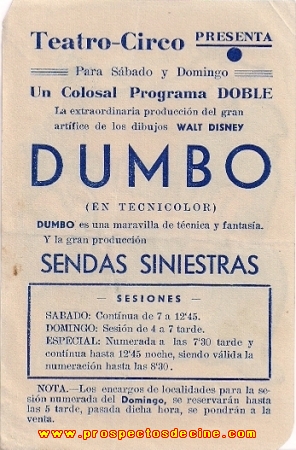 Teatro-Circo PRESENTA
Para Sábado y Domingo
Un Colosal Programa DOBLE
La extraordinaria producción del gran
artífice de los dibujos WALT DISNEY
DUMBO
(EN TECNICOLOR)
DUMBO es una maravilla de técnica y fantasía.
Y la gran producción
SENDAS SINIESTRAS
— SESIONES —
SABADO: Contínua de 7 a 12'45.
DOMINGO: Sesión de 4 a 7 tarde.
ESPECIAL: Numerada a las 7'30 tarde y
contínua hasta 12'45 noche, siendo válida la
numeración hasta las 8'30.
NOTA.—Los encargos de localidades para la se-
sión numerada del Domingo, se reservarán hasta
las 5 tarde, pasada dicha hora, se pondrán a la
venta.
www.prospectosdecine.com